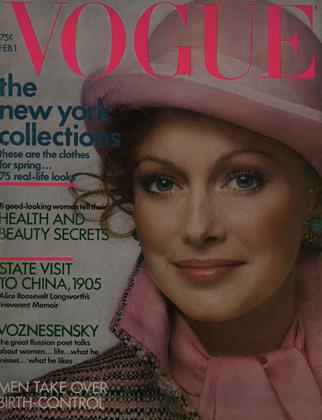 VOGUE
75¢
FEB.1
the
new york
collections
these are the clothes
for spring...
75 real-life looks
8 good-looking women tell their
HEALTH AND
BEAUTY SECRETS
STATE VISIT
TO CHINA, 1905
Alice Roosevelt Longworth's
Irreverent Memoir
VOZNESENSKY
the great Russian poet talks
about women... life...what he
misses... what he likes
MEN TAKE OVER
BIRTH-CONTROL